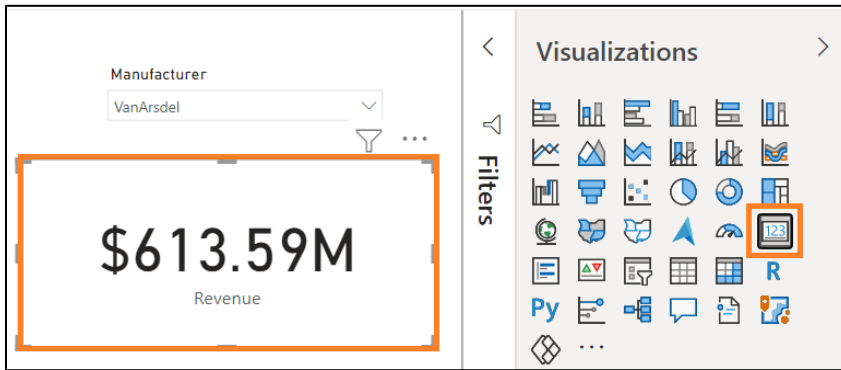 Manufacturer
VanArsdel
$613.59M
Revenue
Filters
Visualizations
123
R
Py